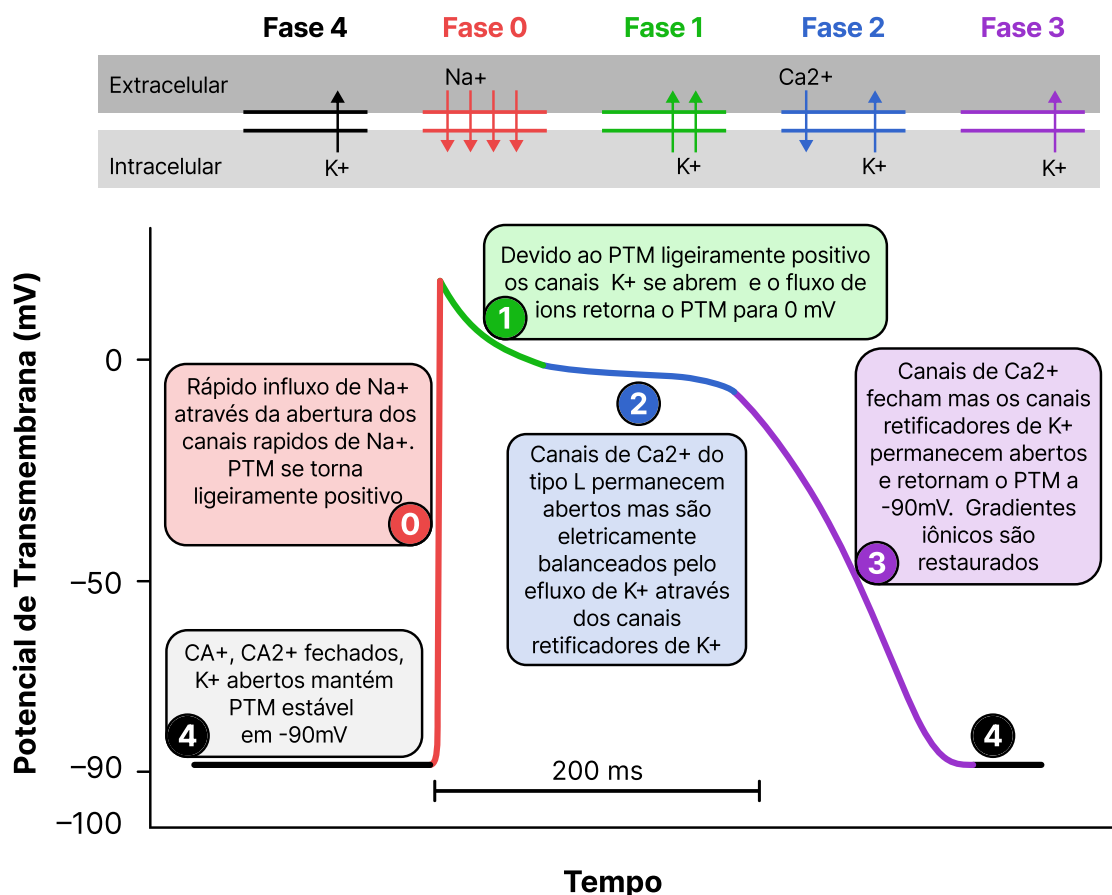 Fase 4 Fase 0 Fase 1 Fase 2 Fase 3
Extracelular
Na+
Ca2+
Intracelular
K+
K+
K+
K+
Potencial de Transmembrana (mV)
0
−50
−90
−100
Devido ao PTM ligeiramente positivo
os canais K+ se abrem e o fluxo de
ions retorna o PTM para 0 mV
1
Rápido influxo de Na+
através da abertura dos
canais rapidos de Na+.
PTM se torna
ligeiramente positivo
0
2
Canais de Ca2+ do
tipo L permanecem
abertos mas são
eletricamente
balanceados pelo
efluxo de K+ através
dos canais
retificadores de K+
Canais de Ca2+
fecham mas os canais
retificadores de K+
permanecem abertos
e retornam o PTM a
-90mV. Gradientes
iônicos são
restaurados
3
CA+, CA2+ fechados,
K+ abertos mantém
PTM estável
em -90mV
4
4
200 ms
Tempo